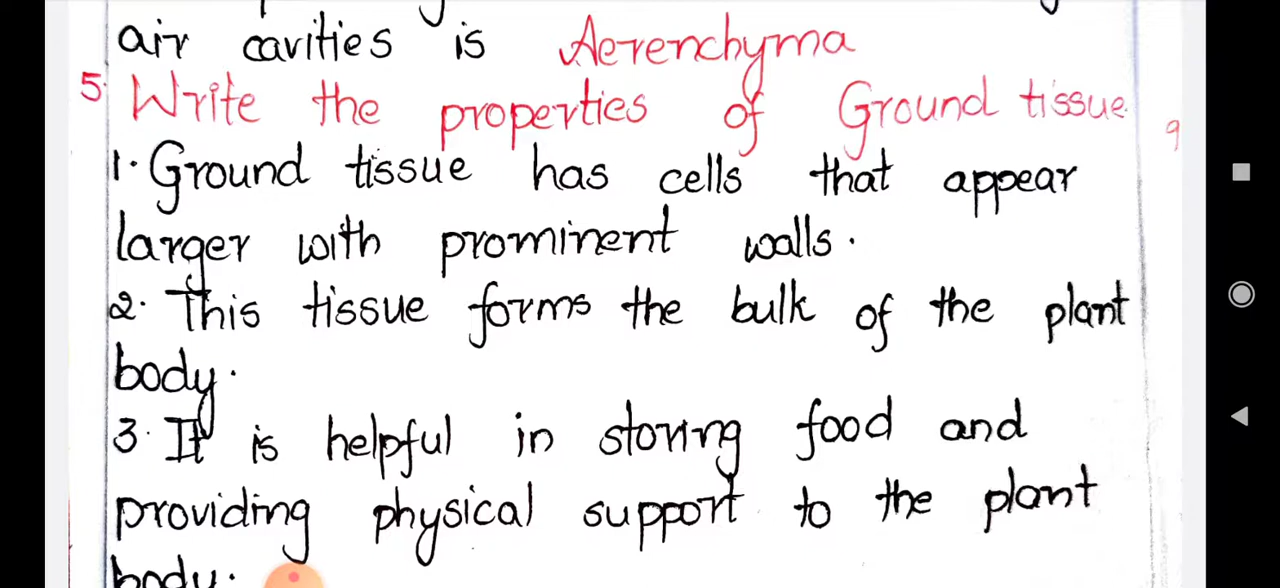 air cavities is Aerenchyma
5. Write the properties of Ground tissue
9
1. Ground tissue has cells that appear
larger with prominent walls.
2. This tissue forms the bulk of the plant
body.
3. It is helpful in storing food and
providing physical support to the plant
body.